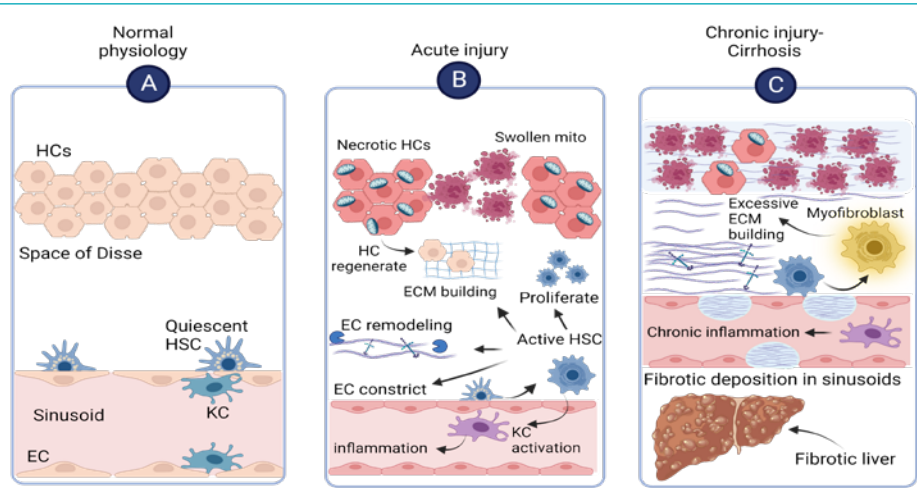 Normal
physiology
A
HCs
Space of Disse
Quiescent
HSC
Sinusoid
KC
EC
Acute injury
B
Necrotic HCs
Swollen mito
HC
regenerate
ECM building
Proliferate
EC remodeling
Active HSC
EC constrict
KC
activation
inflammation
Chronic injury-
Cirrhosis
C
Excessive
ECM
building
Myofibroblast
Chronic inflammation
Fibrotic deposition in sinusoids
Fibrotic liver